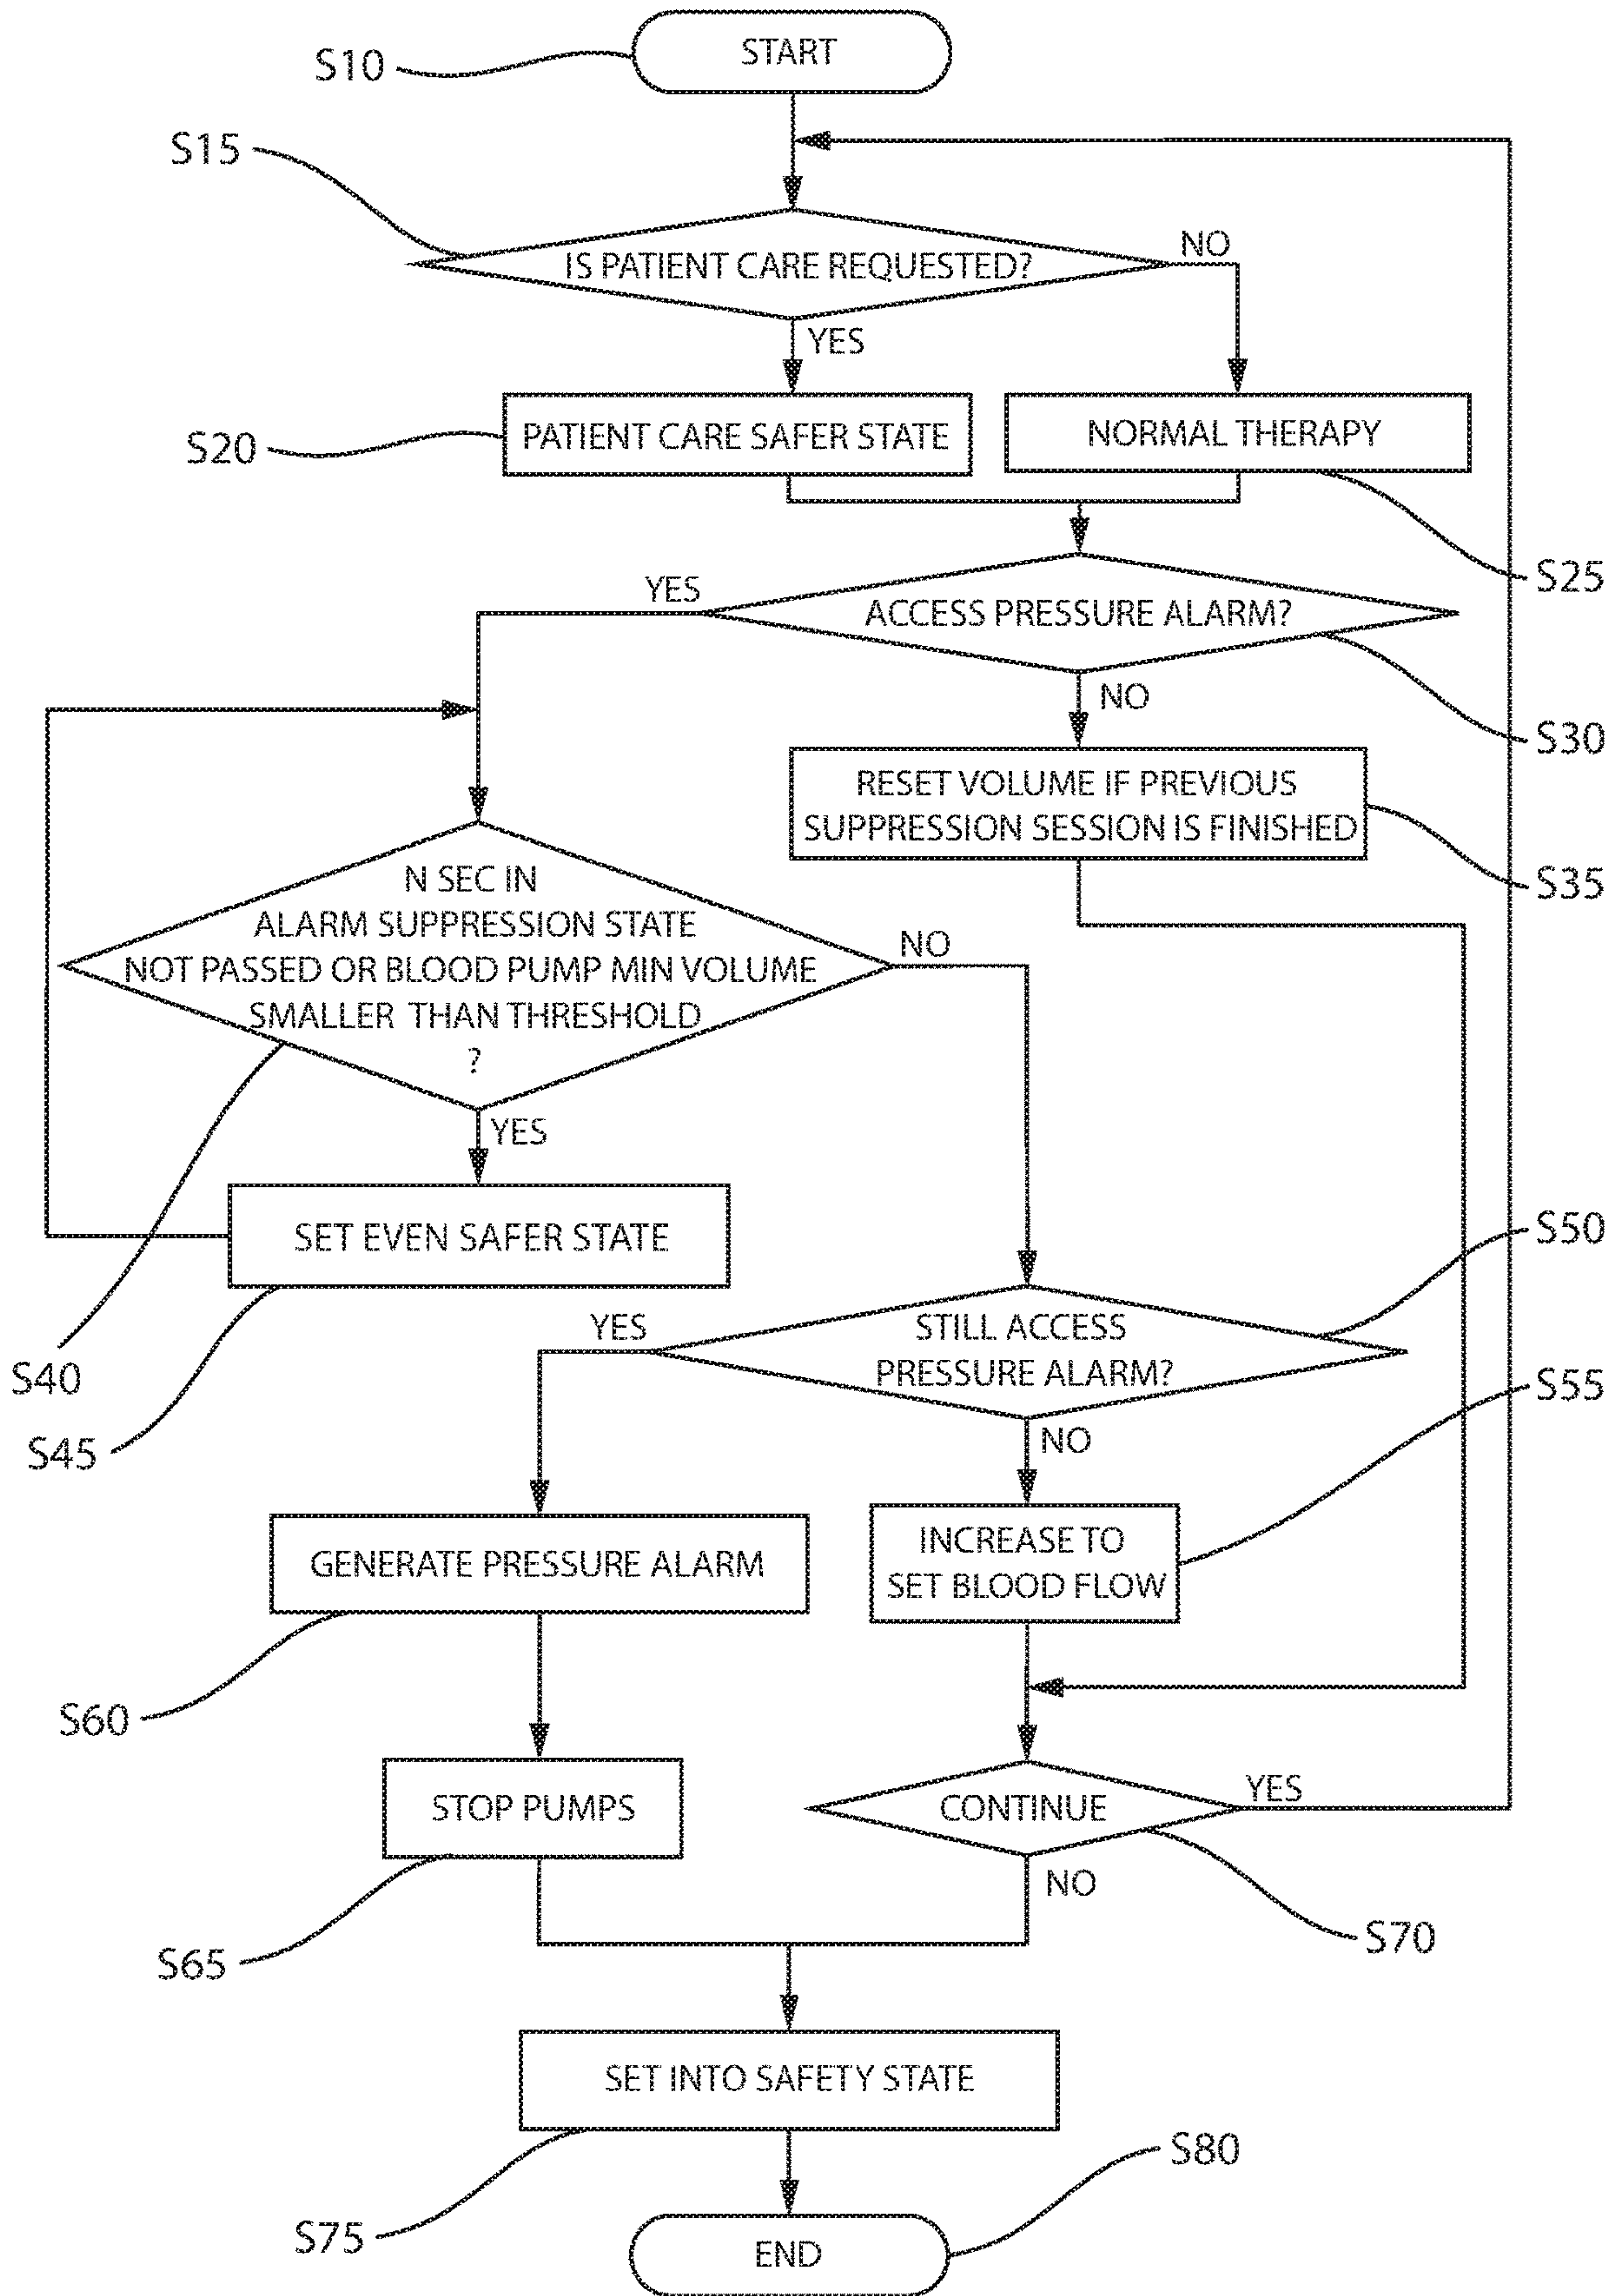 START
S10
S15
IS PATIENT CARE REQUESTED?
NO
YES
S20
PATIENT CARE SAFER STATE
NORMAL THERAPY
S25
YES
ACCESS PRESSURE ALARM?
NO
S30
RESET VOLUME IF PREVIOUS
SUPPRESSION SESSION IS FINISHED
S35
N SEC IN
ALARM SUPPRESSION STATE
NOT PASSED OR BLOOD PUMP MIN VOLUME
SMALLER THAN THRESHOLD
?
NO
YES
S40
SET EVEN SAFER STATE
S45
S50
YES
STILL ACCESS
PRESSURE ALARM?
NO
S55
GENERATE PRESSURE ALARM
INCREASE TO
SET BLOOD FLOW
S60
STOP PUMPS
CONTINUE
YES
NO
S65
S70
SET INTO SAFETY STATE
S75
S80
END